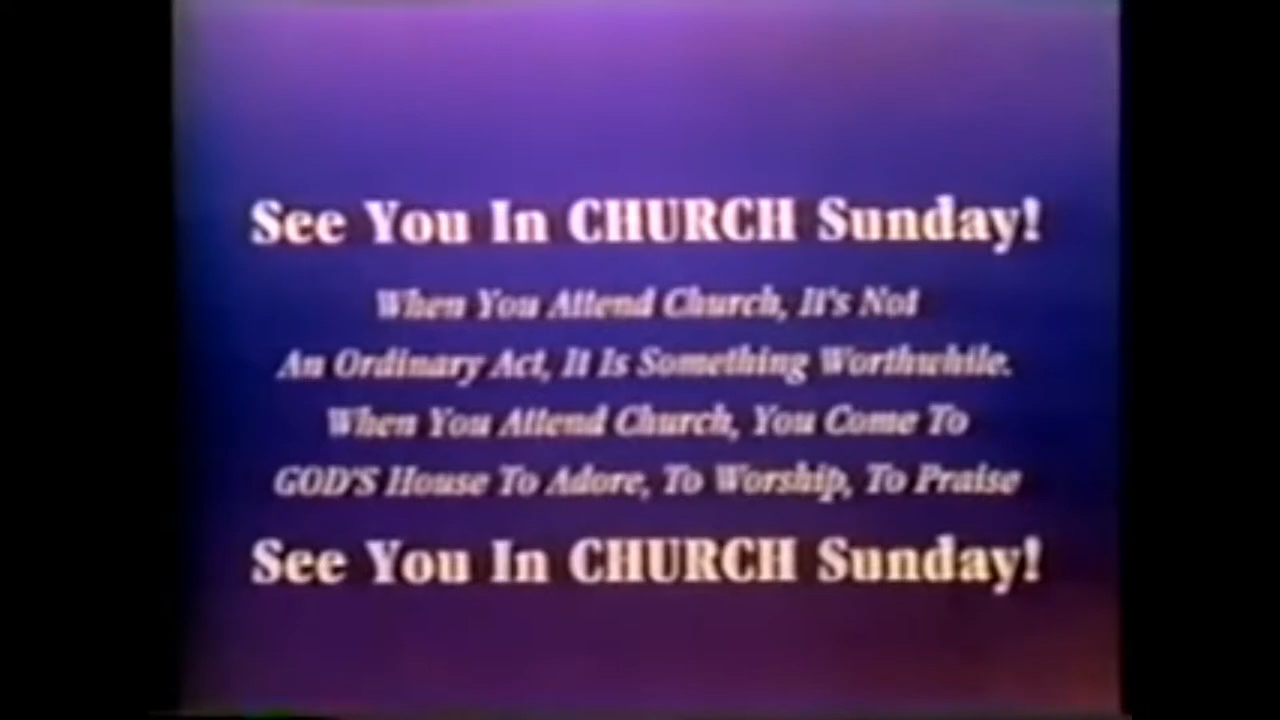 See You In CHURCH Sunday!
When You Attend Church, It's Not
An Ordinary Act, It Is Something Worthwhile.
When You Attend Church, You Come To
GOD'S House To Adore, To Worship, To Praise
See You In CHURCH Sunday!